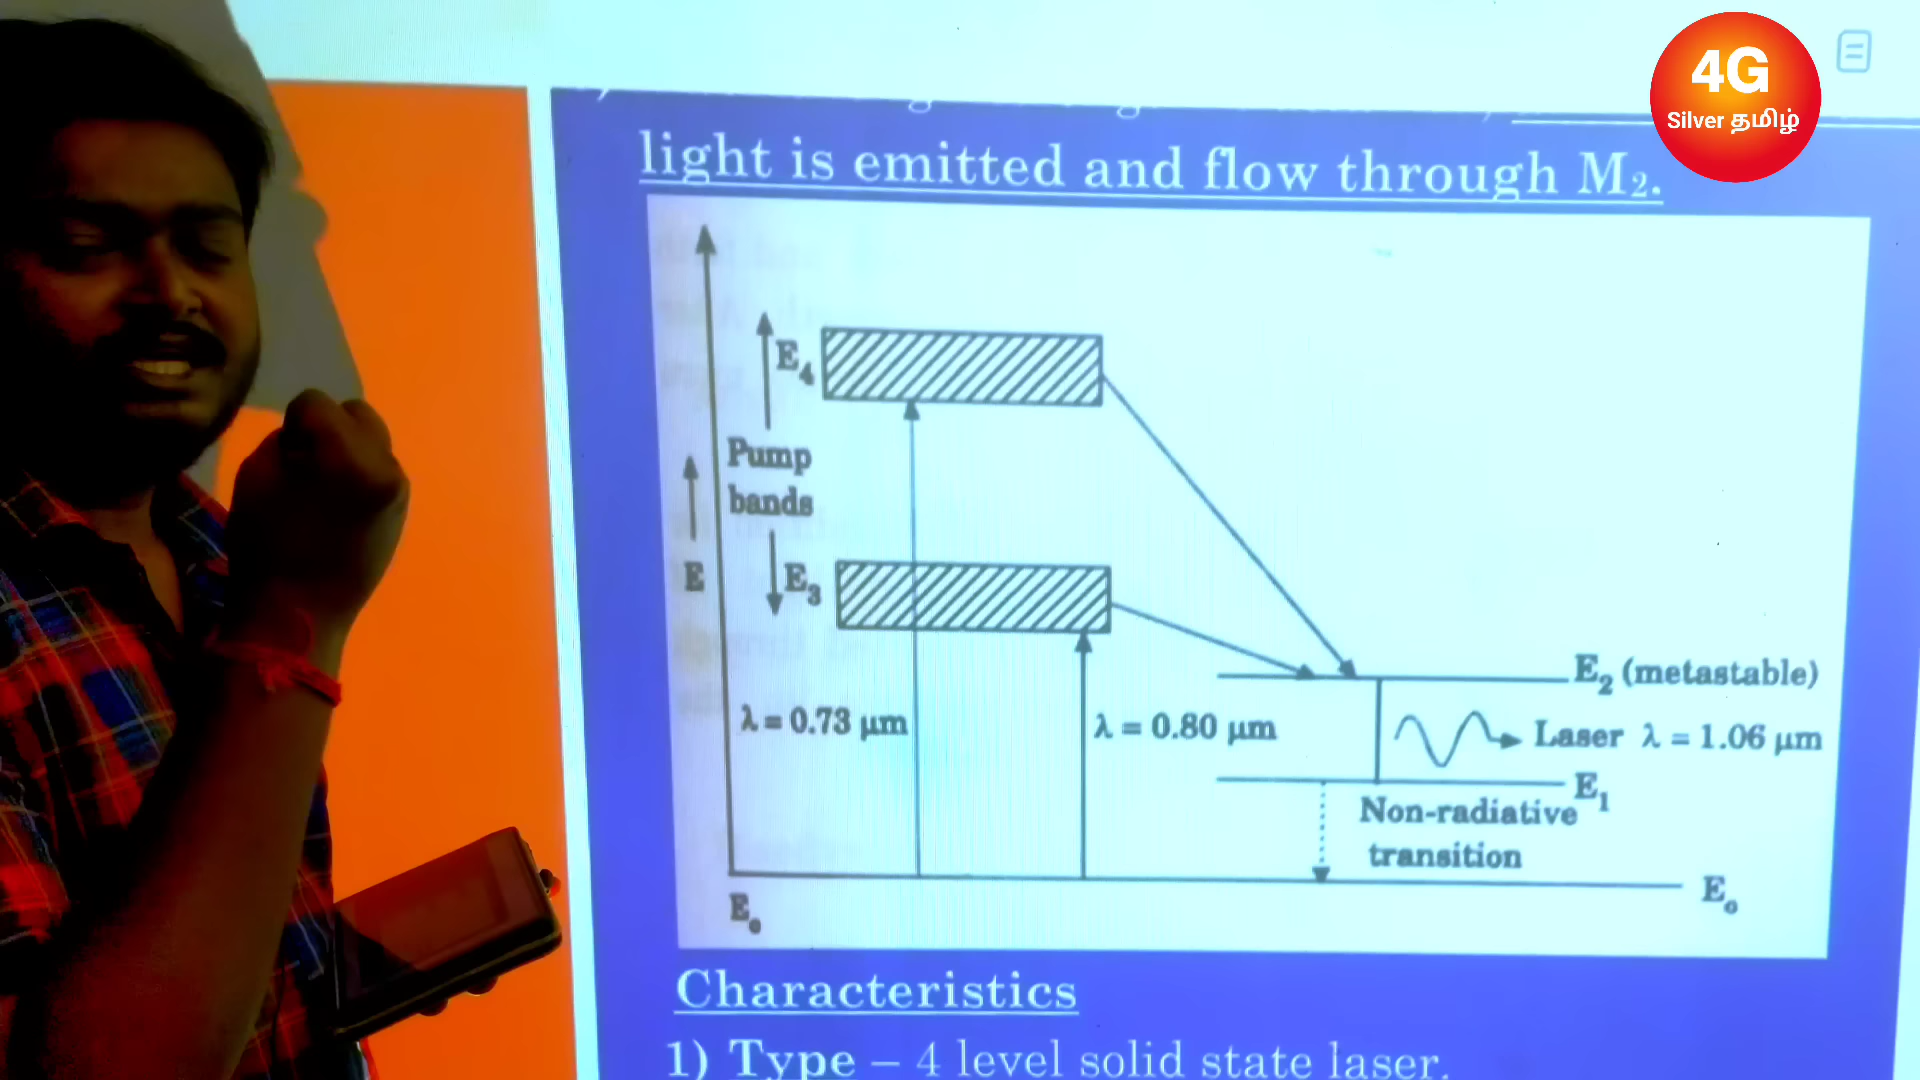 4G
Silver தமிழ்
light is emitted and flow through M₂.
E₄
Pump
bands
E
E₃
λ = 0.73 μm
λ = 0.80 μm
E₂ (metastable)
Laser λ = 1.06 μm
E₁
Non-radiative
transition
E₀
E₀
Characteristics
1) Type – 4 level solid state laser.